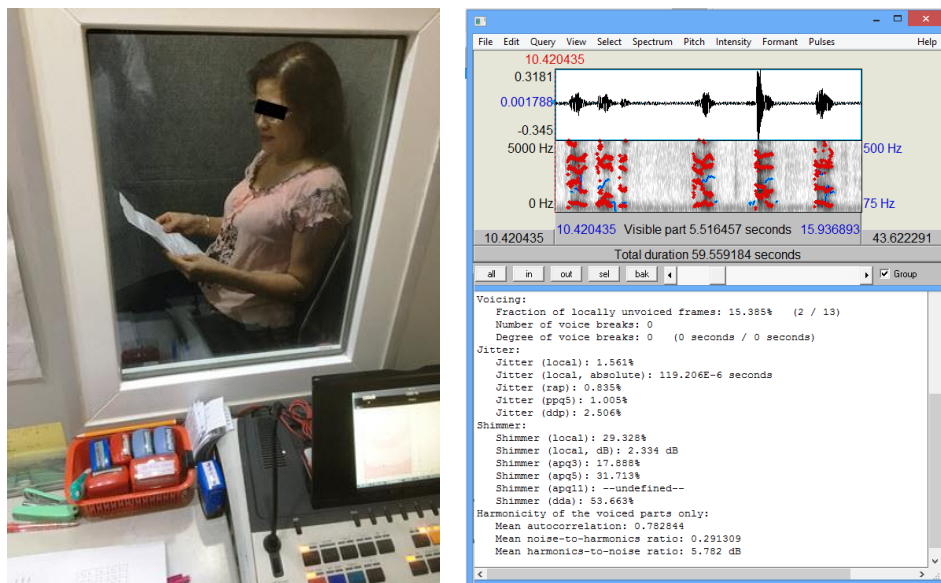 File Edit Query View Select Spectrum Pitch Intensity Formant Pulses Help
10.420435
0.3181
0.001788
-0.345
5000 Hz 500 Hz
0 Hz 75 Hz
10.420435 10.420435 Visible part 5.516457 seconds 15.936893 43.622291
Total duration 59.559184 seconds
all in out sel bak Group
Voicing:
Fraction of locally unvoiced frames: 15.385% (2 / 13)
Number of voice breaks: 0
Degree of voice breaks: 0 (0 seconds / 0 seconds)
Jitter:
Jitter (local): 1.561%
Jitter (local, absolute): 119.206E-6 seconds
Jitter (rap): 0.835%
Jitter (ppq5): 1.005%
Jitter (ddp): 2.506%
Shimmer:
Shimmer (local): 29.328%
Shimmer (local, dB): 2.334 dB
Shimmer (apq3): 17.888%
Shimmer (apq5): 31.713%
Shimmer (apq11): --undefined--
Shimmer (dda): 53.663%
Harmonicity of the voiced parts only:
Mean autocorrelation: 0.782844
Mean noise-to-harmonics ratio: 0.291309
Mean harmonics-to-noise ratio: 5.782 dB